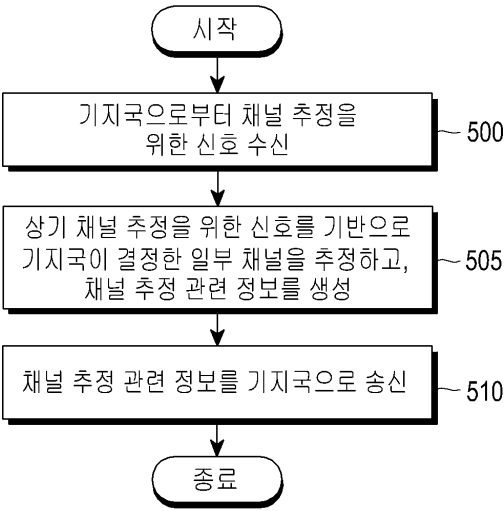 시작
기지국으로부터 채널 추정을
위한 신호 수신
500
상기 채널 추정을 위한 신호를 기반으로
기지국이 결정한 일부 채널을 추정하고,
채널 추정 관련 정보를 생성
505
채널 추정 관련 정보를 기지국으로 송신
510
종료